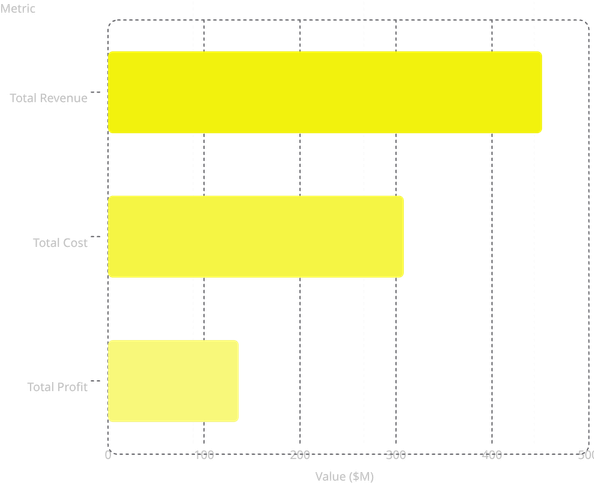 Metric
Total Revenue
Total Cost
Total Profit
0 100 200 300 400 500
Value ($M)